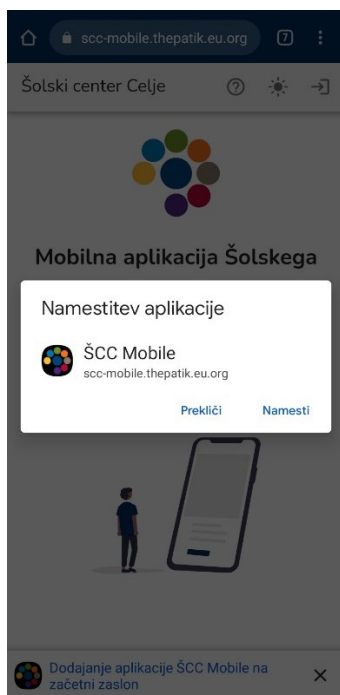 scc-mobile.thepatik.eu.org
7
Šolski center Celje
Mobilna aplikacija Šolskega
Namestitev aplikacije
ŠCC Mobile
scc-mobile.thepatik.eu.org
Prekliči
Namesti
Dodajanje aplikacije ŠCC Mobile na
začetni zaslon